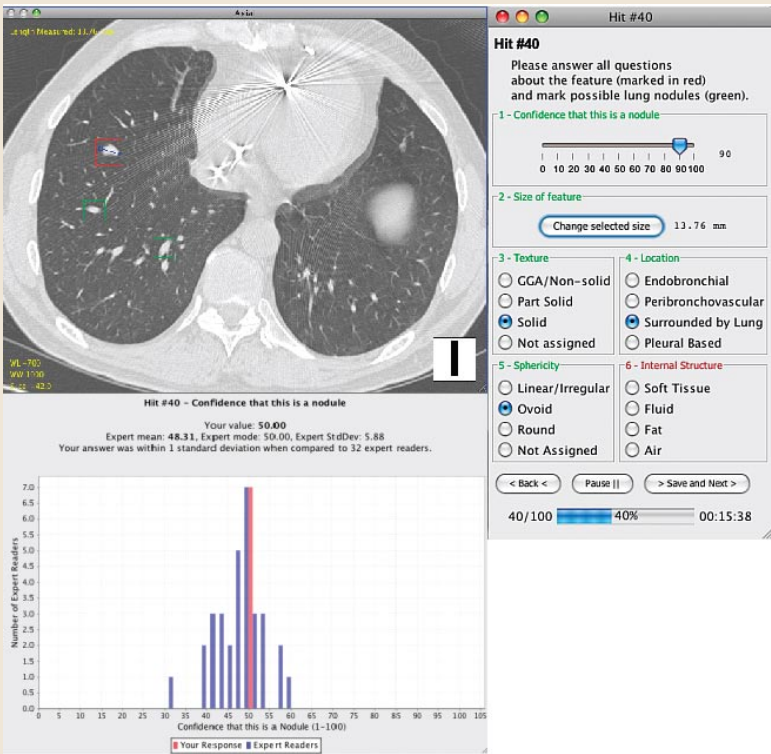 Axial
Length Measured: 13.76
WL -700
WW 1000
Hit #40
Hit #40
Please answer all questions
about the feature (marked in red)
and mark possible lung nodules (green).
1 - Confidence that this is a nodule
90
0 10 20 30 40 50 60 70 80 90 100
2 - Size of feature
Change selected size
13.76 mm
3 - Texture
GGA/Non-solid
Part Solid
Solid
Not assigned
4 - Location
Endobronchial
Peribronchovascular
Surrounded by Lung
Pleural Based
5 - Sphericity
Linear/Irregular
Ovoid
Round
Not Assigned
6 - Internal Structure
Soft Tissue
Fluid
Fat
Air
< Back <
Pause ||
> Save and Next >
40/100
40%
00:15:38
Hit #40 - Confidence that this is a nodule
Your value: 50.00
Expert mean: 48.31, Expert mode: 50.00, Expert StdDev: 5.88
Your answer was within 1 standard deviation when compared to 32 expert readers.
Number of Expert Readers
7.0
6.5
6.0
5.5
5.0
4.5
4.0
3.5
3.0
2.5
2.0
1.5
1.0
0.5
0.0
0 5 10 15 20 25 30 35 40 45 50 55 60 65 70 75 80 85 90 95 100 105
Confidence that this is a Nodule (1-100)
Your Response Expert Readers